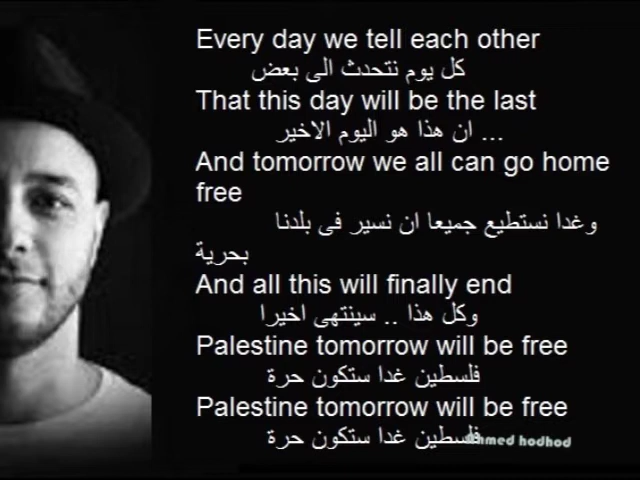 Every day we tell each other
كل يوم نتحدث الى بعض
That this day will be the last
ان هذا هو اليوم الاخير ...
And tomorrow we all can go home
free
وغدا نستطيع جميعا ان نسير فى بلدنا
بحرية
And all this will finally end
وكل هذا .. سينتهى اخيرا
Palestine tomorrow will be free
فلسطين غدا ستكون حرة
Palestine tomorrow will be free
فلسطين غدا ستكون حرة
ahmed hodhod